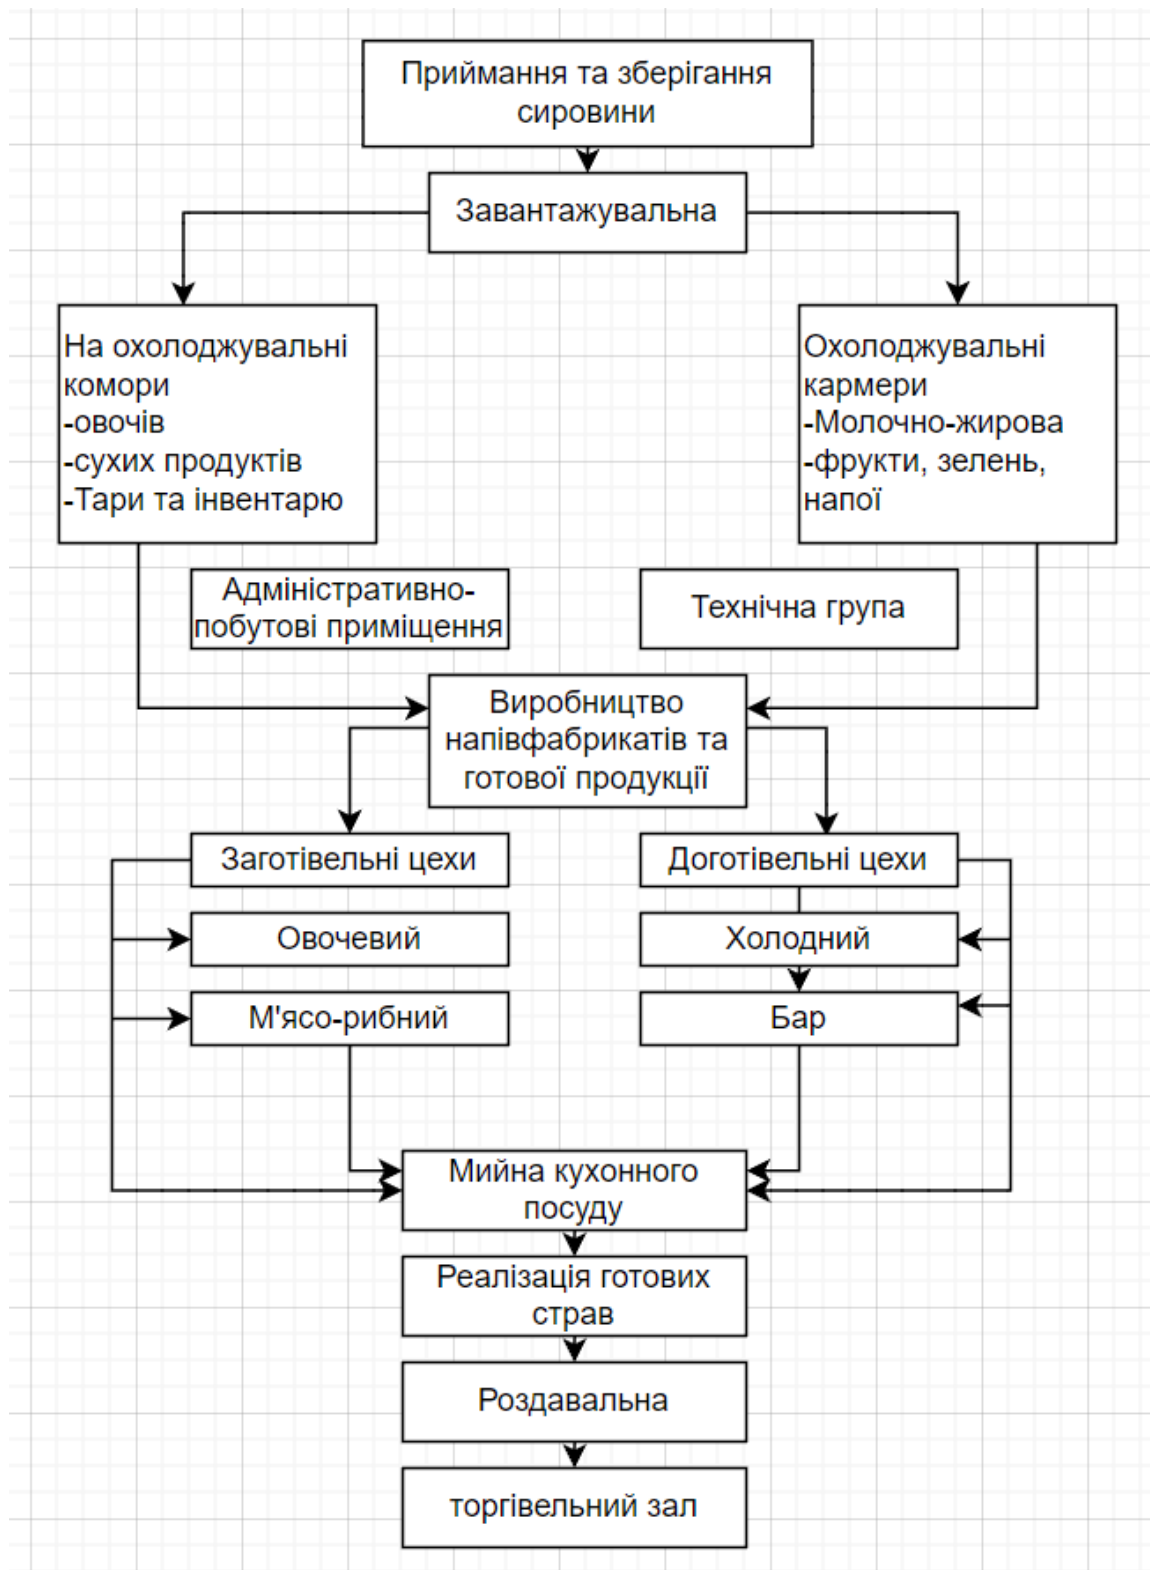 Приймання та зберігання
сировини
Завантажувальна
На охолоджувальні
комори
-овочів
-сухих продуктів
-Тари та інвентарю
Охолоджувальні
кармери
-Молочно-жирова
-фрукти, зелень,
напої
Адміністративно-
побутові приміщення
Технічна група
Виробництво
напівфабрикатів та
готової продукції
Заготівельні цехи
Доготівельні цехи
Овочевий
Холодний
М'ясо-рибний
Бар
Мийна кухонного
посуду
Реалізація готових
страв
Роздавальна
торгівельний зал